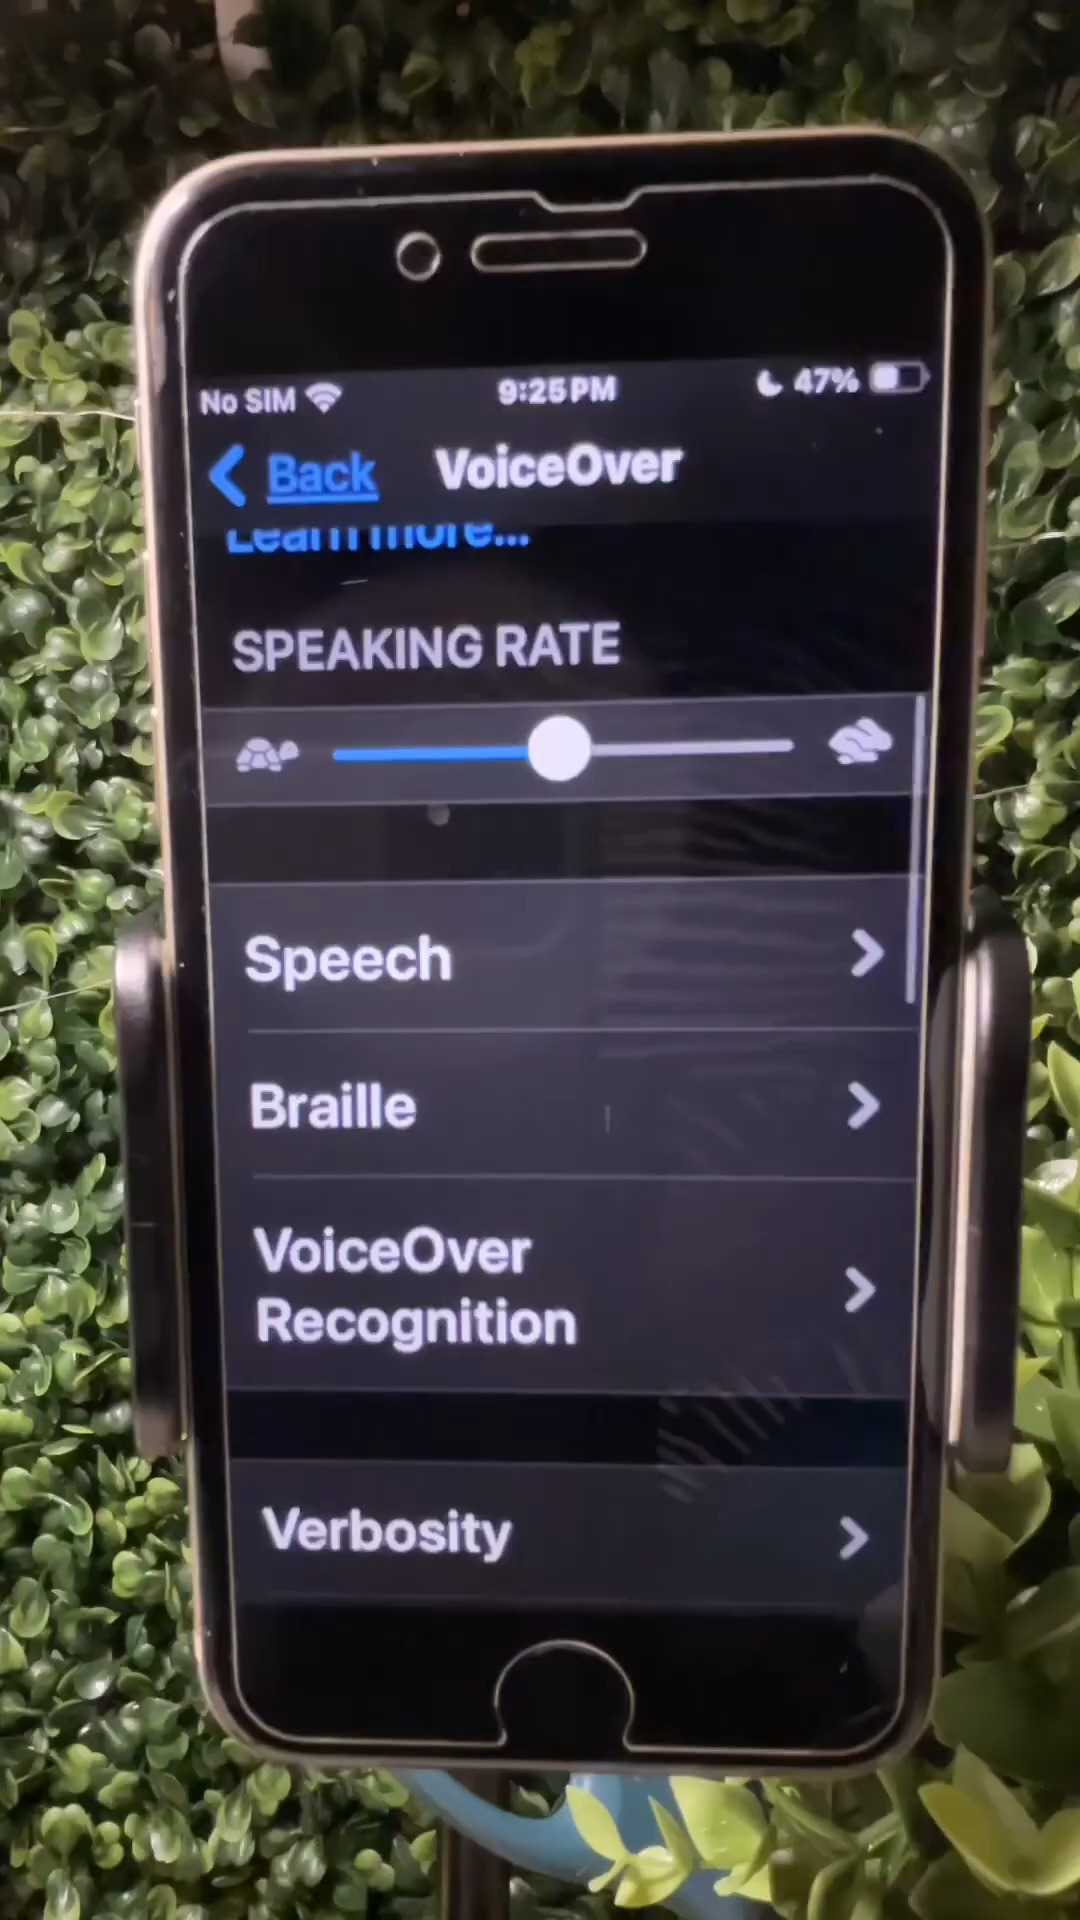 No SIM 9:25 PM 47%
Back VoiceOver
Learn more...
SPEAKING RATE
Speech
Braille
VoiceOver
Recognition
Verbosity